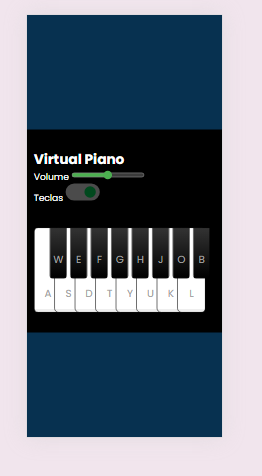 Virtual Piano
Volume
Teclas
W E F G H J O B
A S D T Y U K L